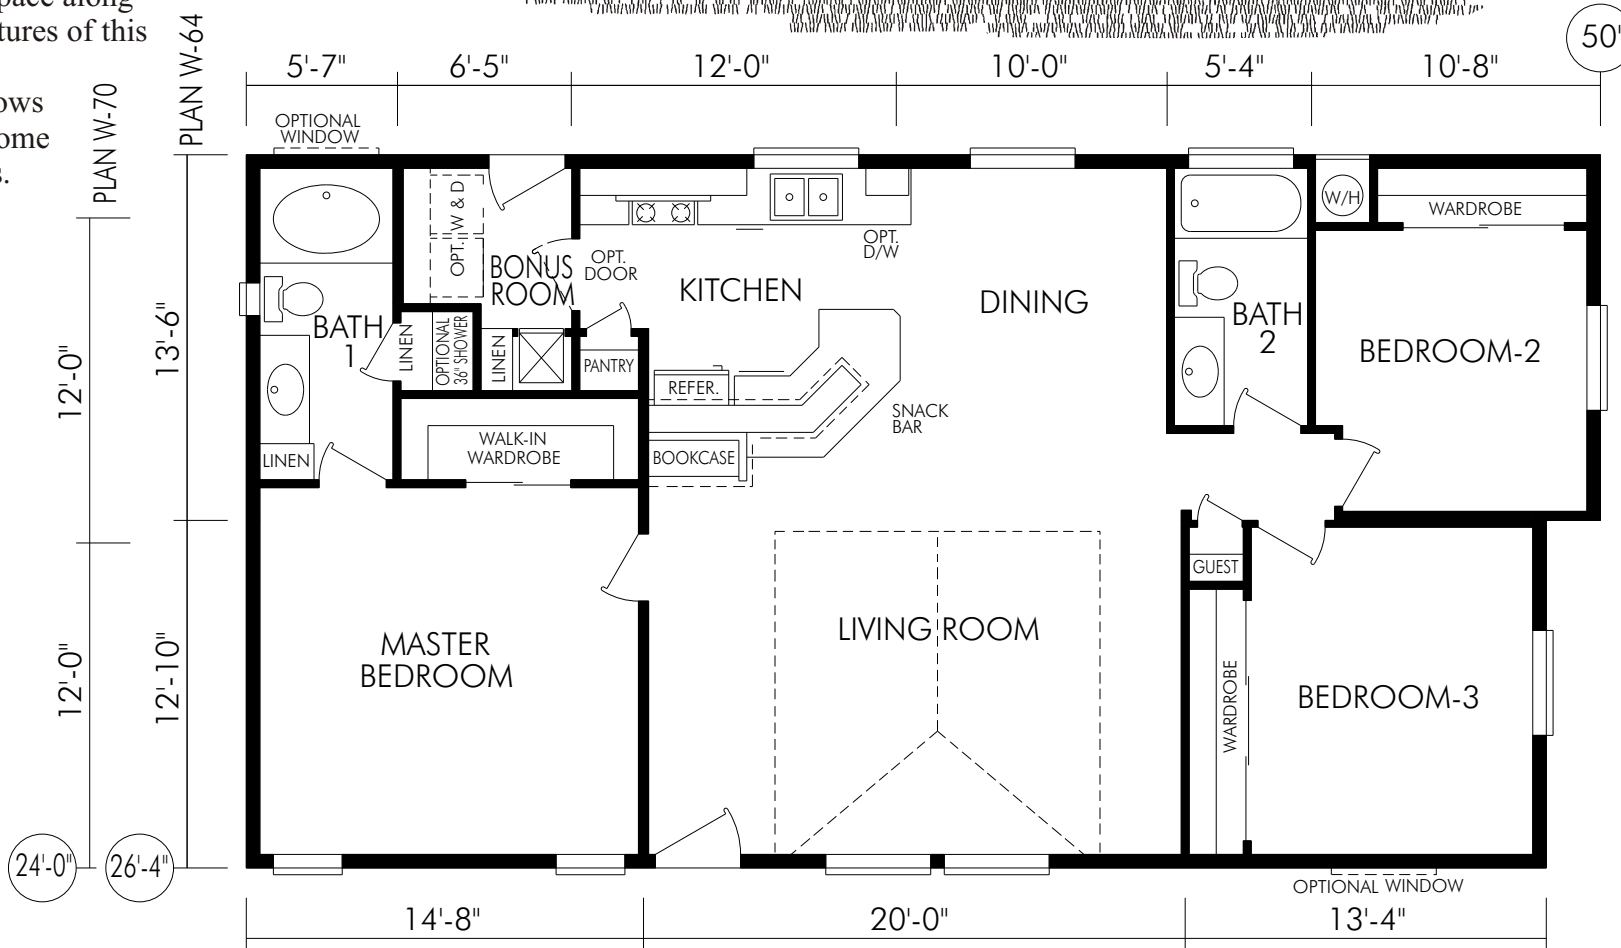 pace along
tures of this
ows
ome
s.
PLAN W-70
PLAN W-64
50'
5'-7"
6'-5"
12'-0"
10'-0"
5'-4"
10'-8"
OPTIONAL
WINDOW
OPT. W & D
BONUS
ROOM
OPT.
DOOR
KITCHEN
OPT.
D/W
DINING
W/H
WARDROBE
BATH
1
LINEN
OPTIONAL
36" SHOWER
LINEN
PANTRY
REFER.
SNACK
BAR
BATH
2
BEDROOM-2
12'-0"
13'-6"
LINEN
WALK-IN
WARDROBE
BOOKCASE
GUEST
MASTER
BEDROOM
LIVING ROOM
WARDROBE
BEDROOM-3
12'-0"
12'-10"
24'-0"
26'-4"
OPTIONAL WINDOW
14'-8"
20'-0"
13'-4"